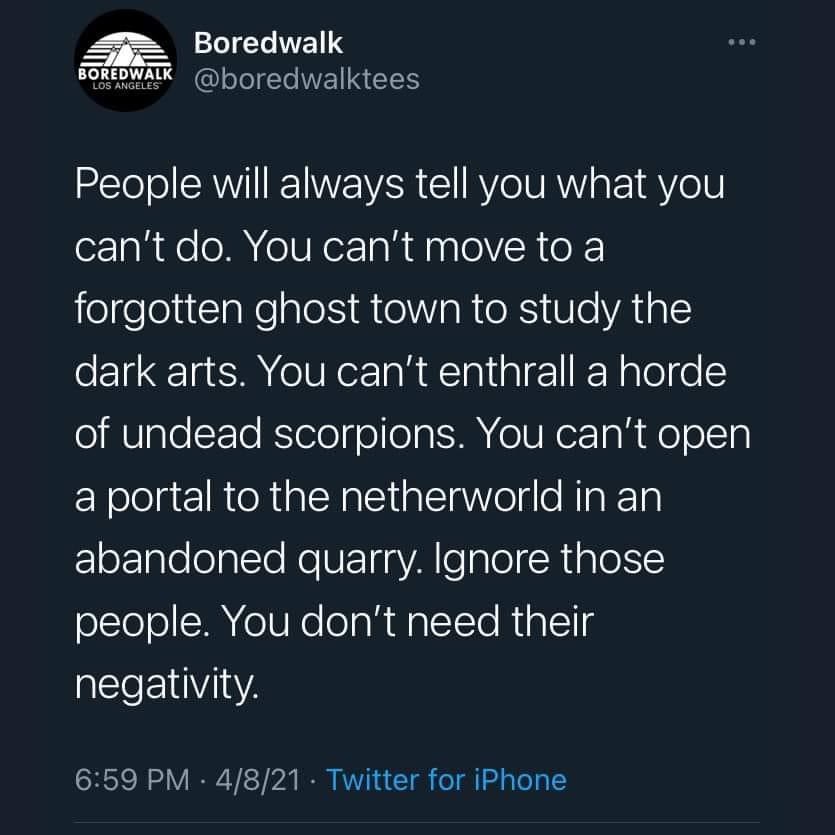 Boredwalk
@boredwalktees
BOREDWALK
LOS ANGELES™
People will always tell you what you
can’t do. You can’t move to a
forgotten ghost town to study the
dark arts. You can’t enthrall a horde
of undead scorpions. You can’t open
a portal to the netherworld in an
abandoned quarry. Ignore those
people. You don’t need their
negativity.
6:59 PM · 4/8/21 · Twitter for iPhone